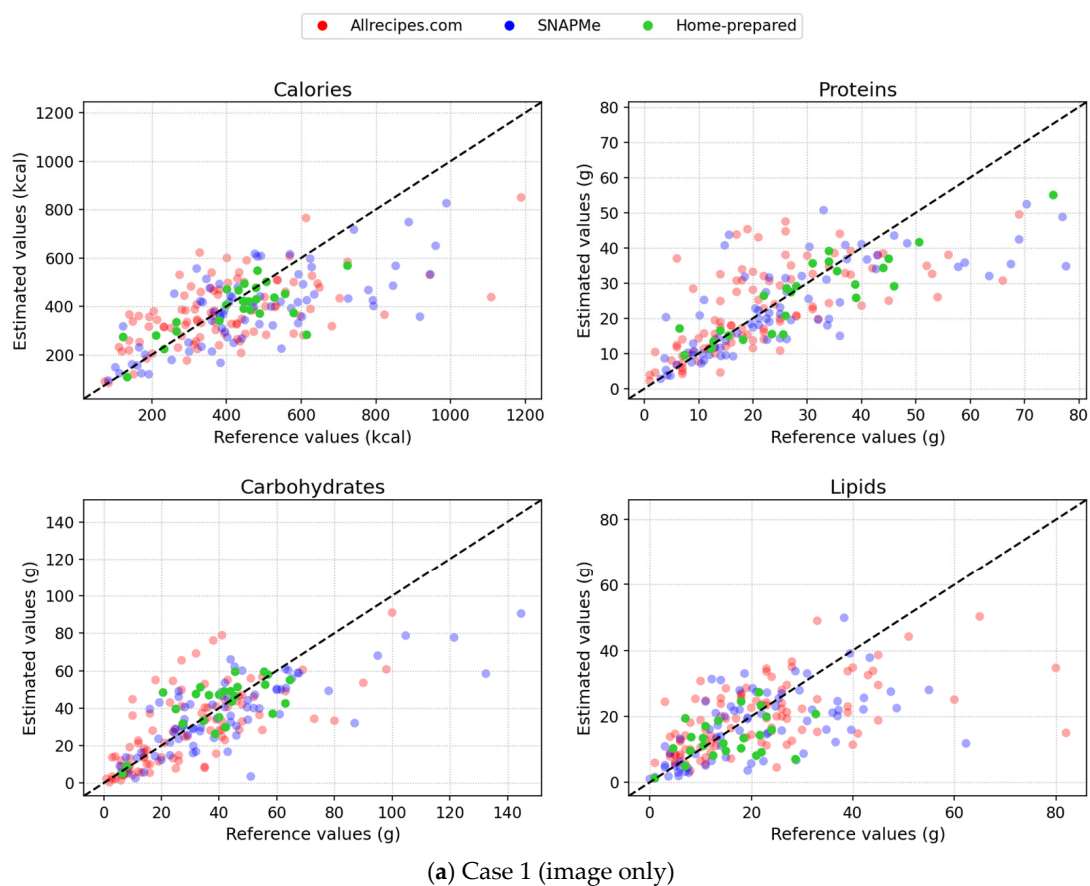 Allrecipes.com SNAPMe Home-prepared
Calories
Estimated values (kcal)
1200
1000
800
600
400
200
200 400 600 800 1000 1200
Reference values (kcal)
Proteins
Estimated values (g)
80
70
60
50
40
30
20
10
0
0 10 20 30 40 50 60 70 80
Reference values (g)
Carbohydrates
Estimated values (g)
140
120
100
80
60
40
20
0
0 20 40 60 80 100 120 140
Reference values (g)
Lipids
Estimated values (g)
80
60
40
20
0
0 20 40 60 80
Reference values (g)
(a) Case 1 (image only)